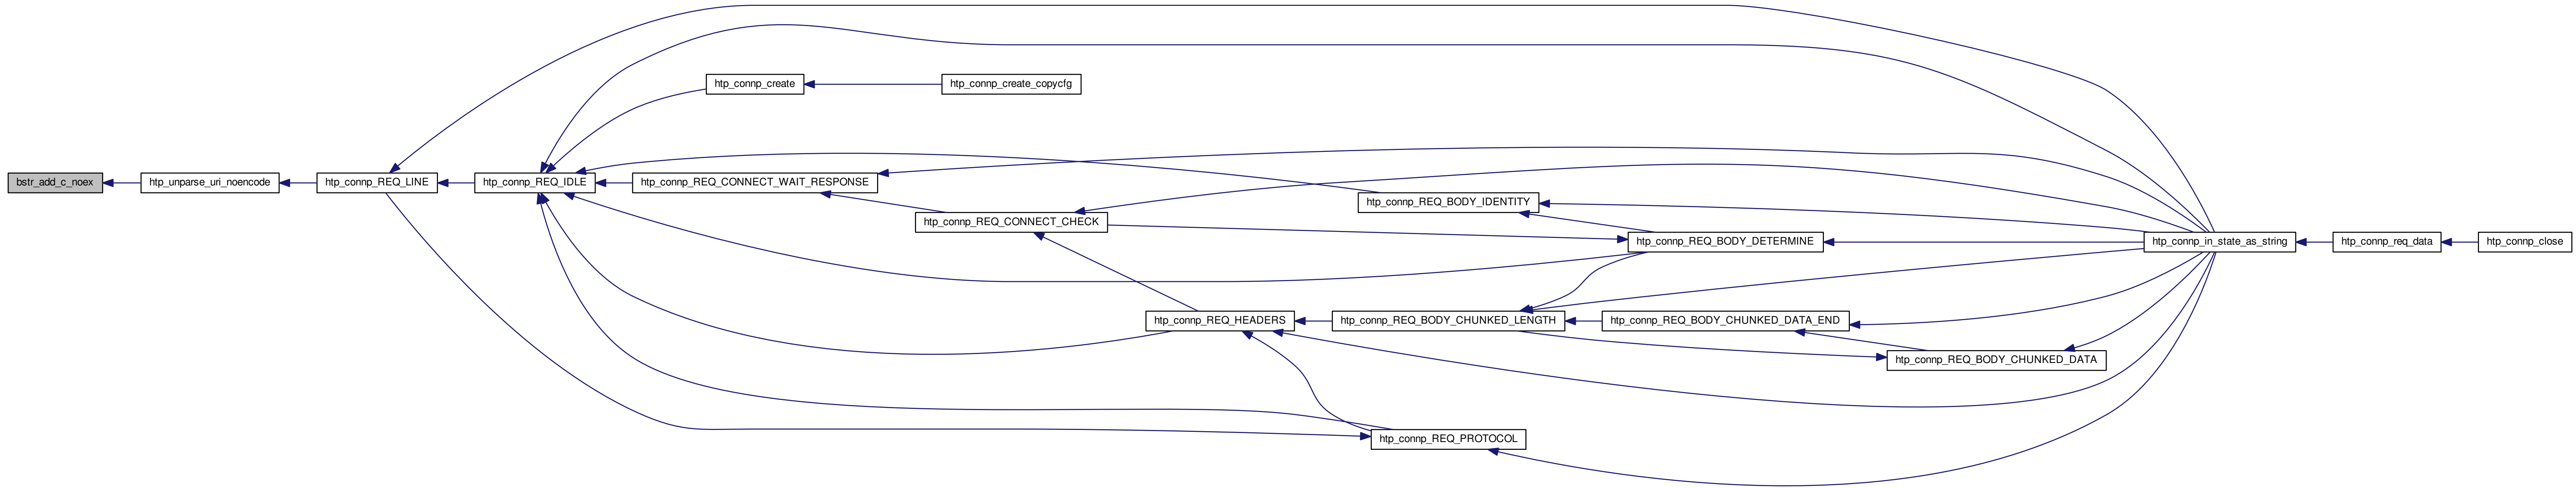 bstr_add_c_noex
htp_unparse_uri_noencode
htp_connp_REQ_LINE
htp_connp_REQ_IDLE
htp_connp_create
htp_connp_create_copycfg
htp_connp_REQ_CONNECT_WAIT_RESPONSE
htp_connp_REQ_CONNECT_CHECK
htp_connp_REQ_BODY_IDENTITY
htp_connp_REQ_BODY_DETERMINE
htp_connp_REQ_HEADERS
htp_connp_REQ_BODY_CHUNKED_LENGTH
htp_connp_REQ_BODY_CHUNKED_DATA_END
htp_connp_REQ_BODY_CHUNKED_DATA
htp_connp_REQ_PROTOCOL
htp_connp_in_state_as_string
htp_connp_req_data
htp_connp_close